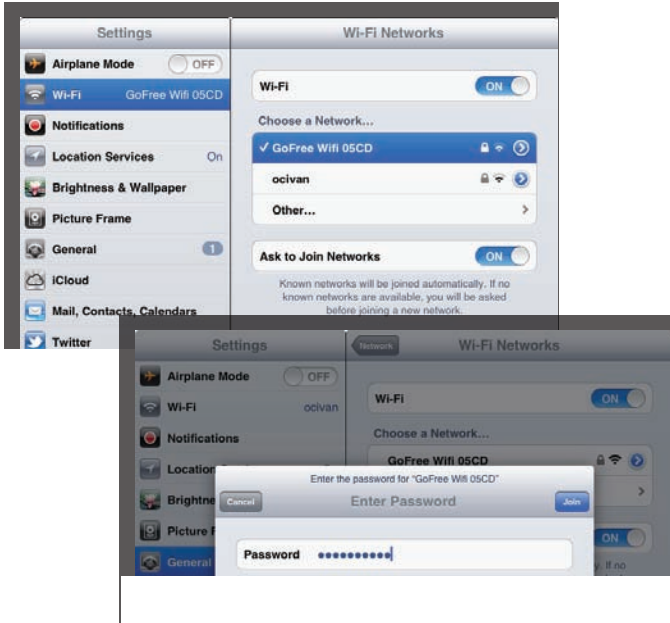 Settings
Wi-Fi Networks
Airplane Mode OFF
Wi-Fi GoFree Wifi 05CD
Notifications
Location Services On
Brightness & Wallpaper
Picture Frame
General 1
iCloud
Mail, Contacts, Calendars
Twitter
Wi-Fi ON
Choose a Network...
✓ GoFree Wifi 05CD
ocivan
Other...
Ask to Join Networks ON
Known networks will be joined automatically. If no
known networks are available, you will be asked
before joining a new network.
Settings
Network Wi-Fi Networks
Airplane Mode OFF
Wi-Fi ocivan
Notifications
Location
Brightne
Picture F
General
Wi-Fi ON
Choose a Network...
GoFree Wifi 05CD
ON
y. If no
Enter the password for "GoFree Wifi 05CD"
Cancel Enter Password Join
Password ••••••••••